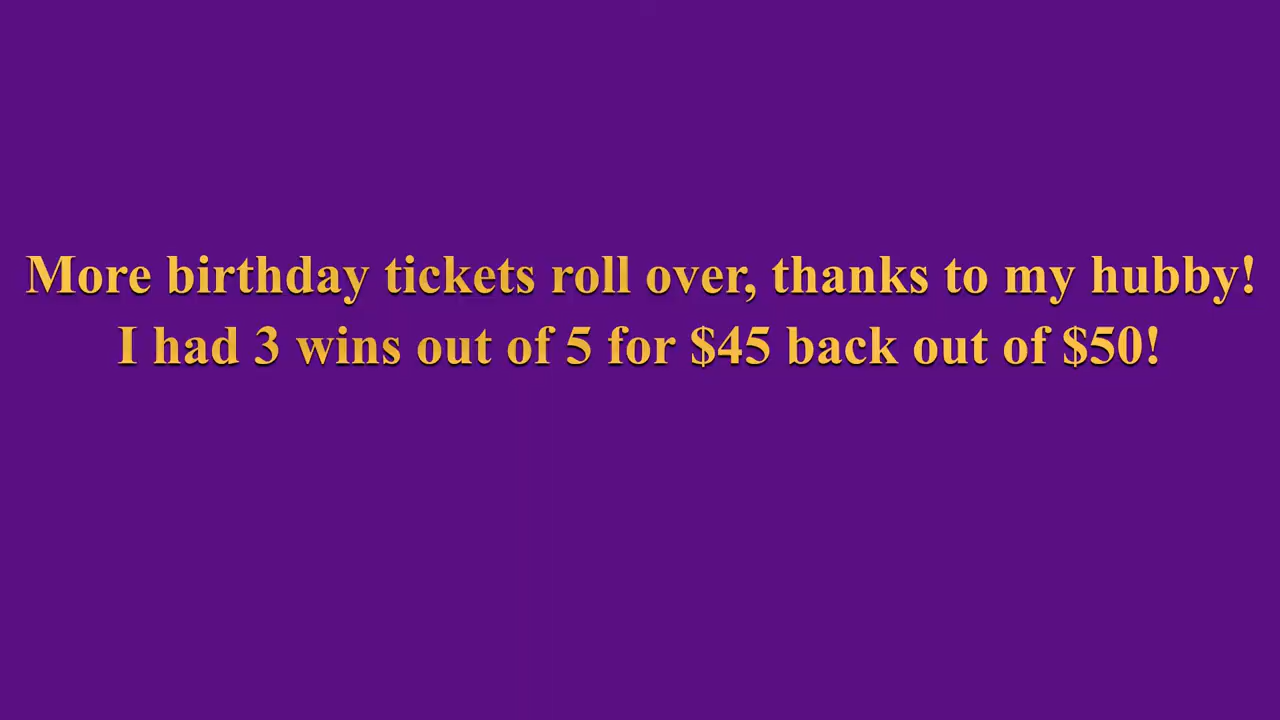 More birthday tickets roll over, thanks to my hubby!
I had 3 wins out of 5 for $45 back out of $50!